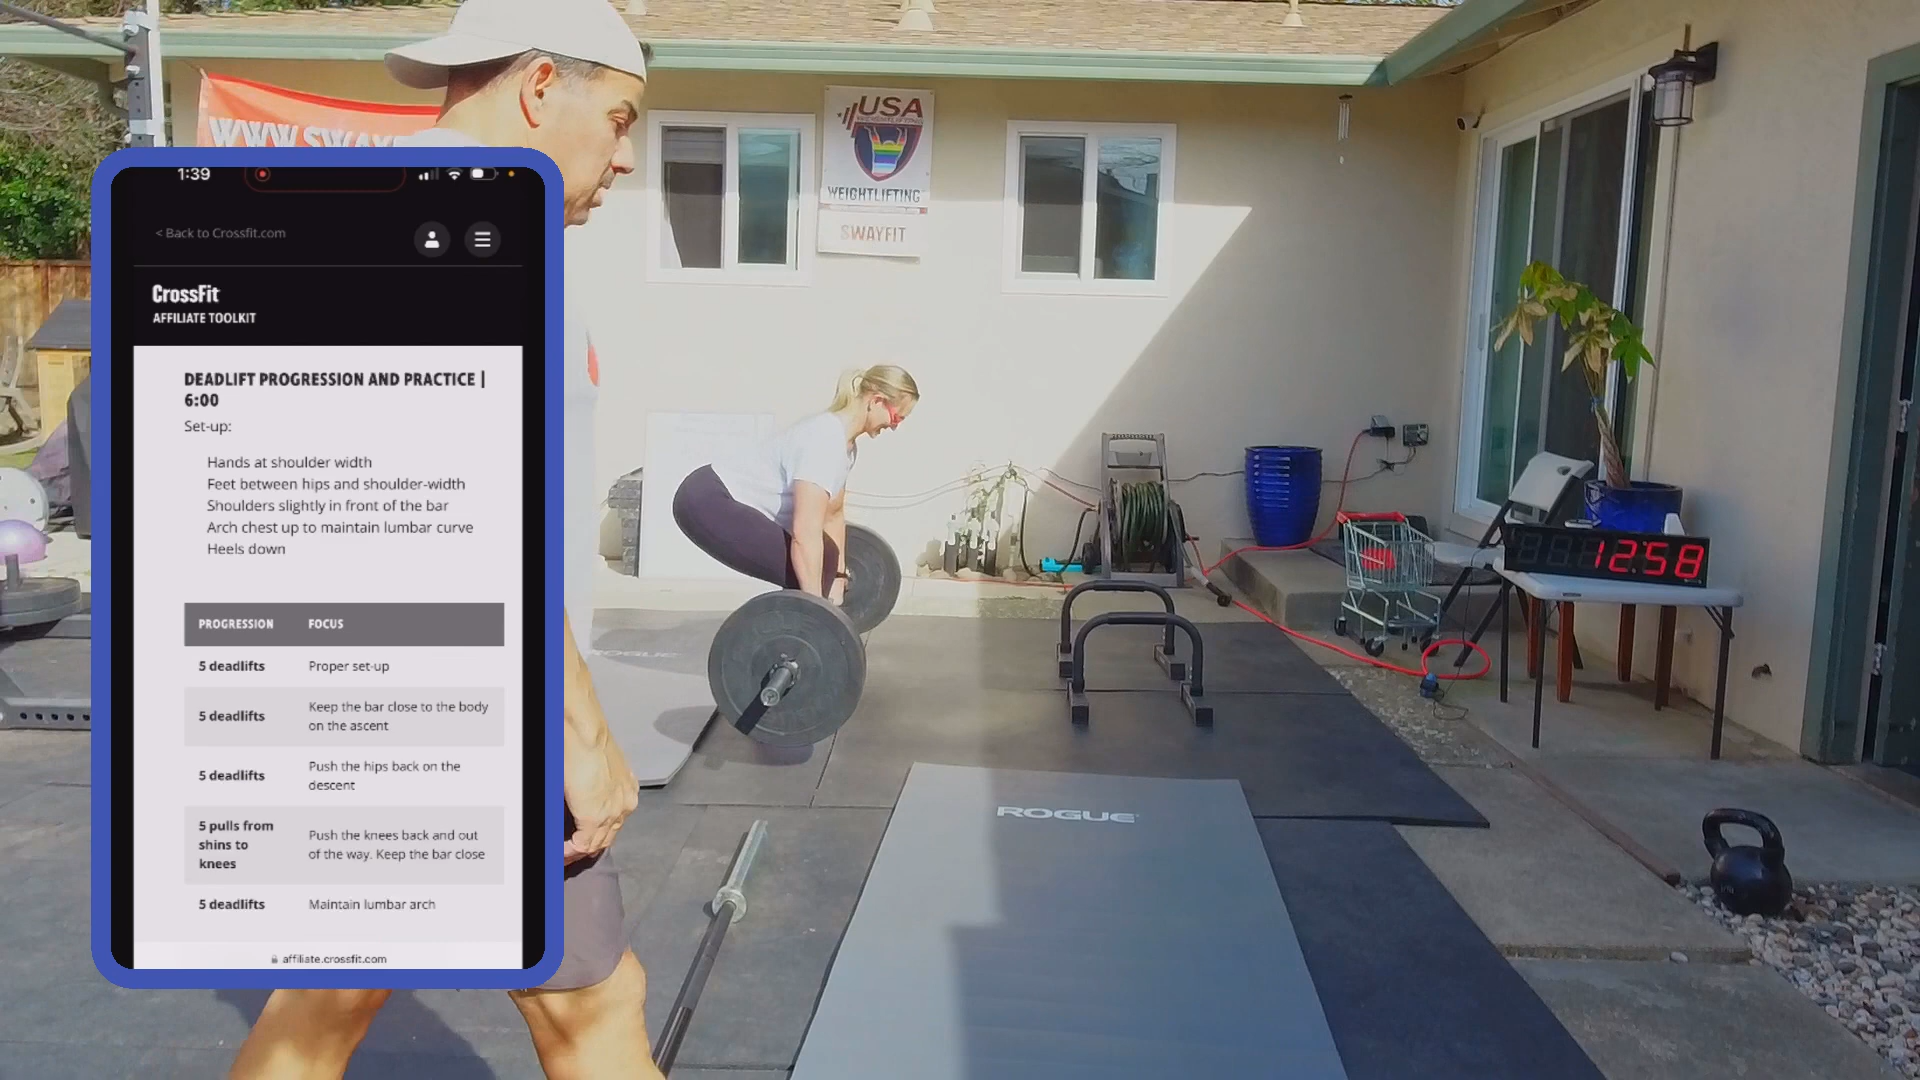 WWW.SWAYF
USA
WEIGHTLIFTING
WEIGHTLIFTING
SWAYFIT
1:39
< Back to Crossfit.com
CrossFit
AFFILIATE TOOLKIT
DEADLIFT PROGRESSION AND PRACTICE |
6:00
Set-up:
Hands at shoulder width
Feet between hips and shoulder-width
Shoulders slightly in front of the bar
Arch chest up to maintain lumbar curve
Heels down
PROGRESSION FOCUS
5 deadlifts Proper set-up
5 deadlifts Keep the bar close to the body
on the ascent
5 deadlifts Push the hips back on the
descent
5 pulls from
shins to
knees
Push the knees back and out
of the way. Keep the bar close
5 deadlifts Maintain lumbar arch
affiliate.crossfit.com
12:58
ROGUE
ROGUE